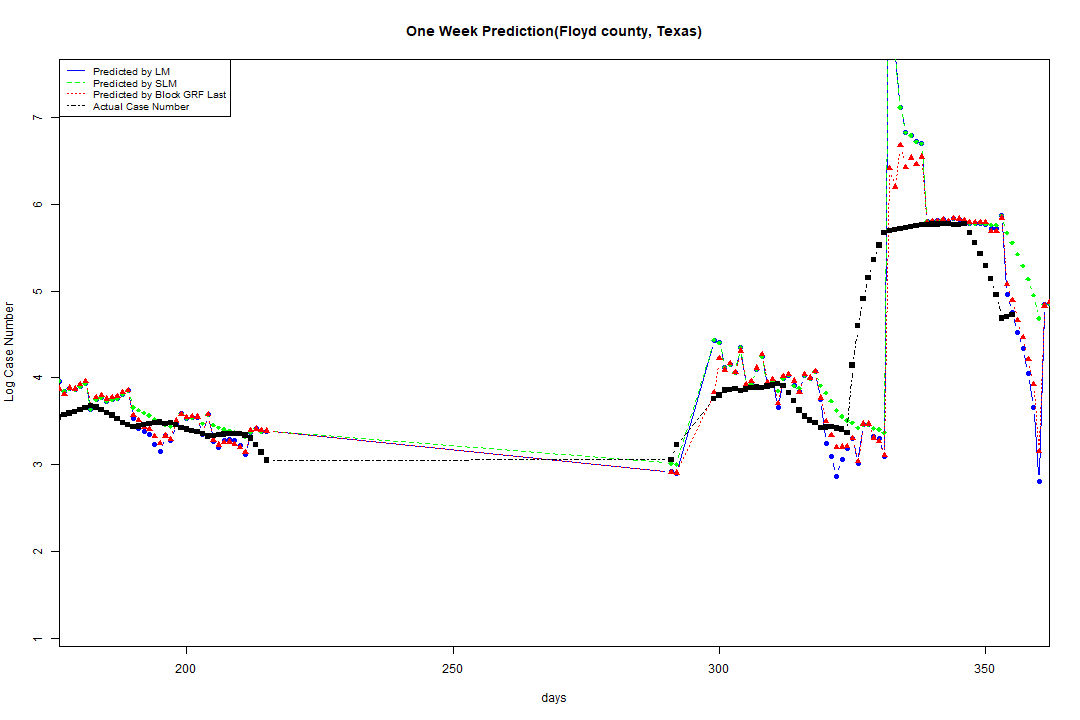 One Week Prediction(Floyd county, Texas)
Predicted by LM
Predicted by SLM
Predicted by Block GRF Last
Actual Case Number
7
6
5
4
3
2
1
Log Case Number
200 250 300 350
days